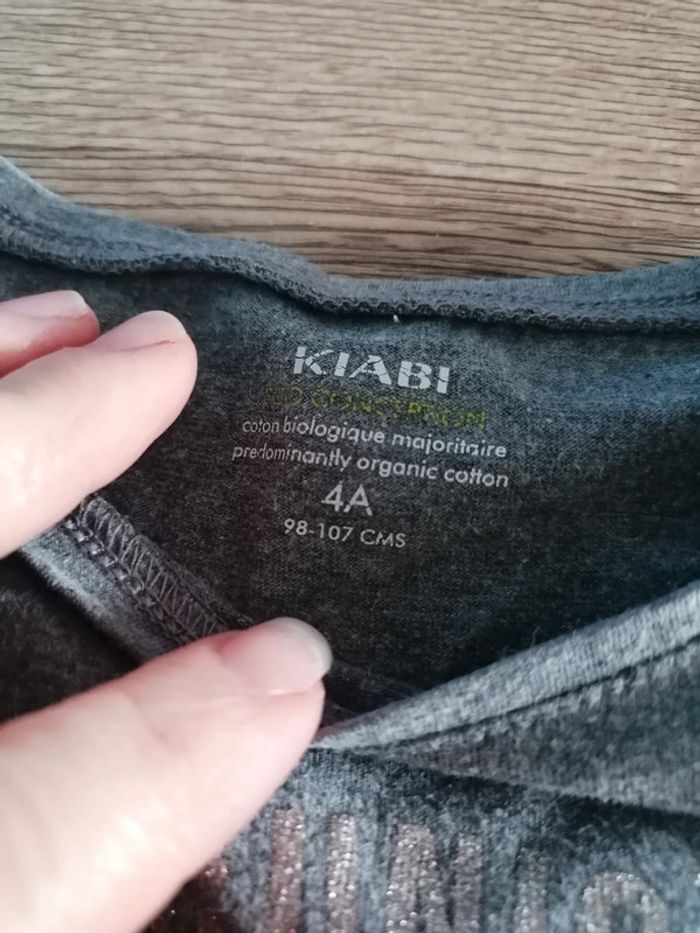 KIABI
coton biologique majoritaire
predominantly organic cotton
4A
98-107 CMS